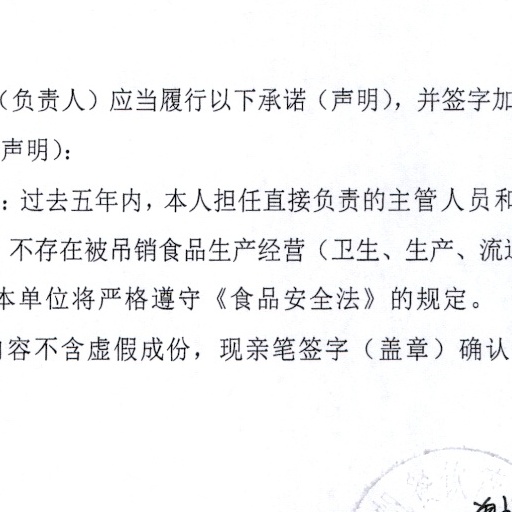 （负责人）应当履行以下承诺（声明），并签字加
声明）：
：过去五年内，本人担任直接负责的主管人员和
不存在被吊销食品生产经营（卫生、生产、流通
本单位将严格遵守《食品安全法》的规定。
内容不含虚假成份，现亲笔签字（盖章）确认